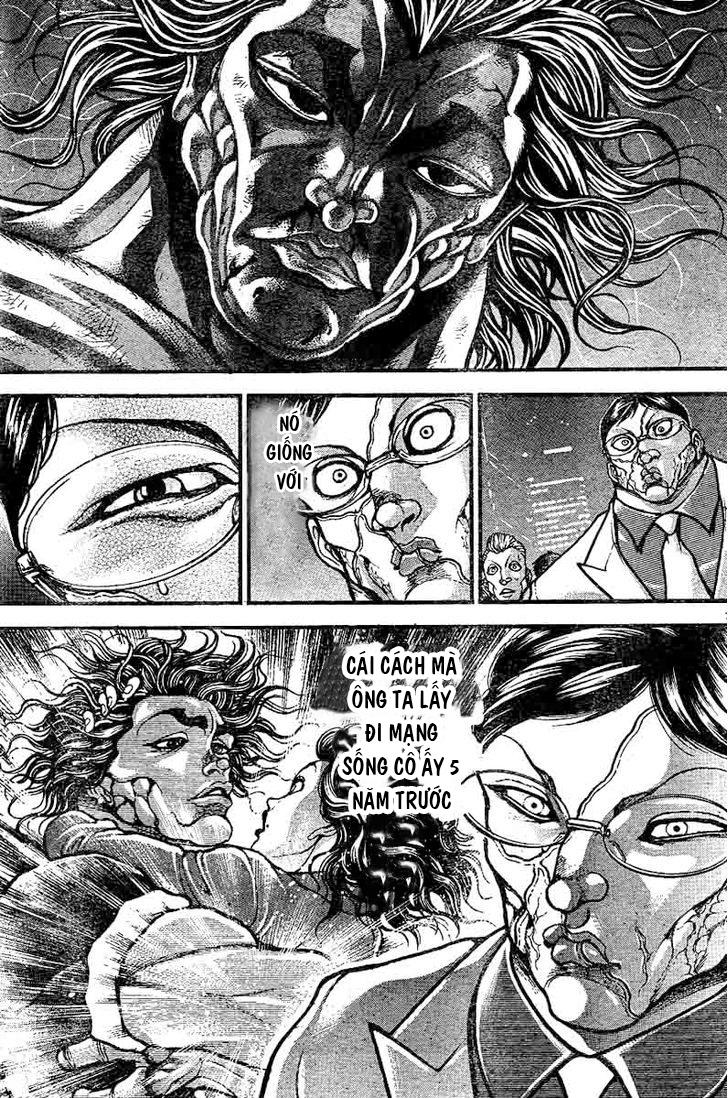 NÓ
GIỐNG
VỚI
CÁI CÁCH MÀ
ÔNG TA LẤY
ĐI MẠNG
SỐNG CÔ ẤY 5
NĂM TRƯỚC